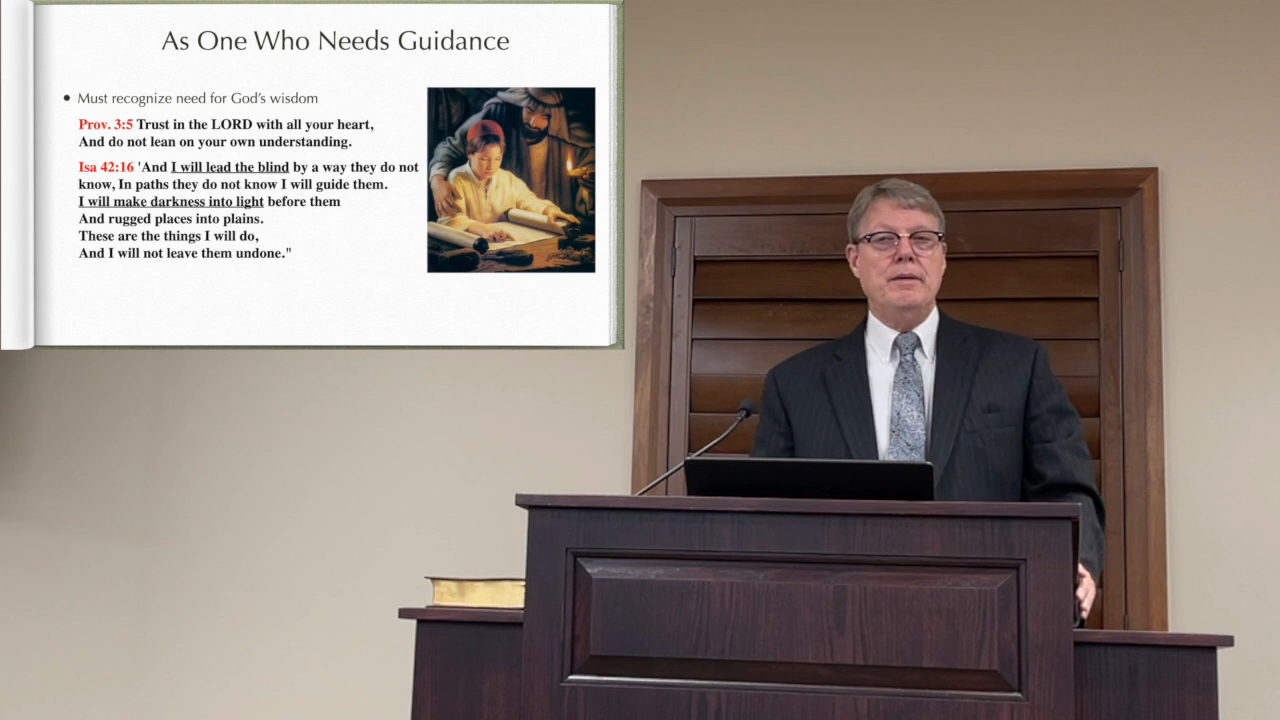 As One Who Needs Guidance
• Must recognize need for God's wisdom
Prov. 3:5 Trust in the LORD with all your heart,
And do not lean on your own understanding.
Isa 42:16 'And I will lead the blind by a way they do not
know, In paths they do not know I will guide them.
I will make darkness into light before them
And rugged places into plains.
These are the things I will do,
And I will not leave them undone."